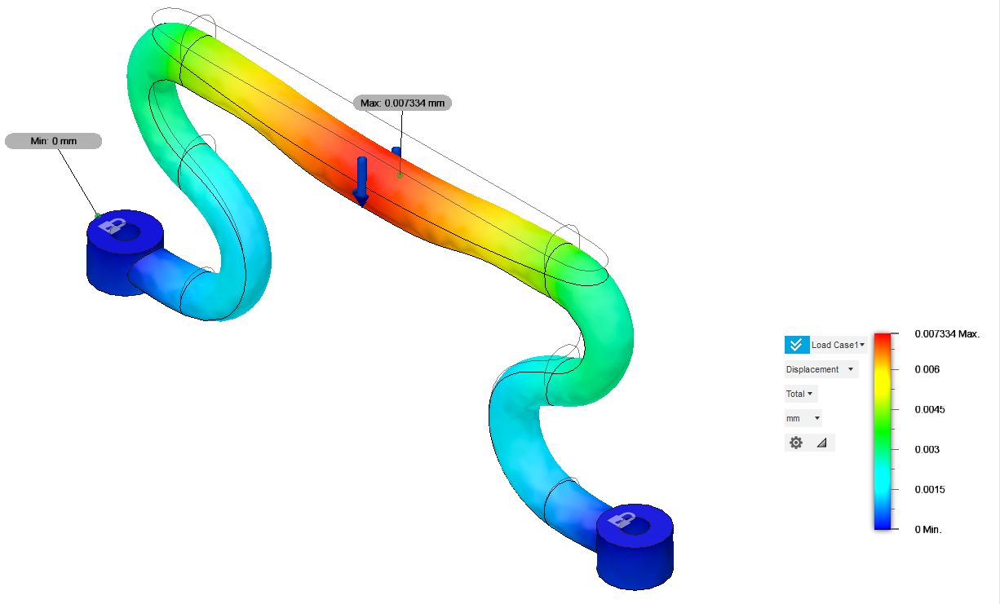 Max: 0.007334 mm
Min: 0 mm
Load Case1
Displacement
Total
mm
0.007334 Max.
0.006
0.0045
0.003
0.0015
0 Min.